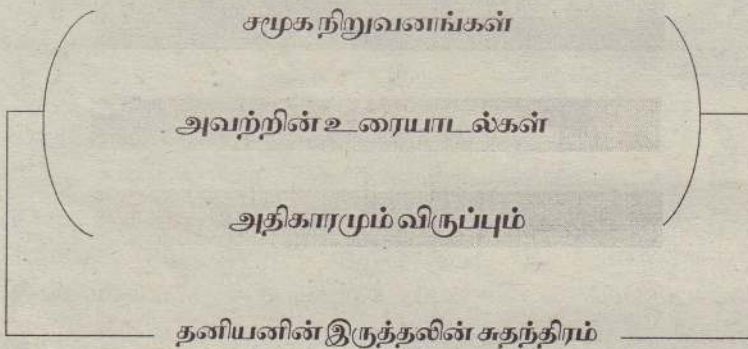 சமூக நிறுவனங்கள்
அவற்றின் உரையாடல்கள்
அதிகாரமும் விருப்பும்
தனியனின் இருத்தலின் சுதந்திரம்